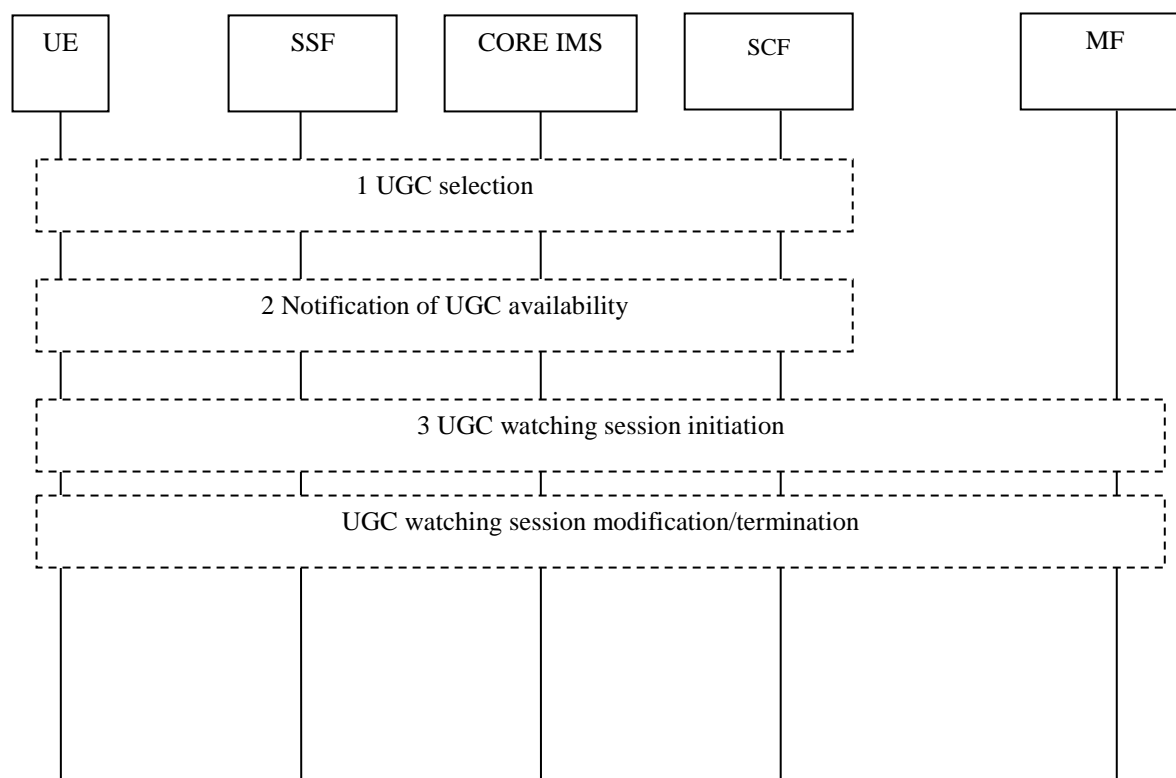 UE
SSF
CORE IMS
SCF
MF
1 UGC selection
2 Notification of UGC availability
3 UGC watching session initiation
UGC watching session modification/termination